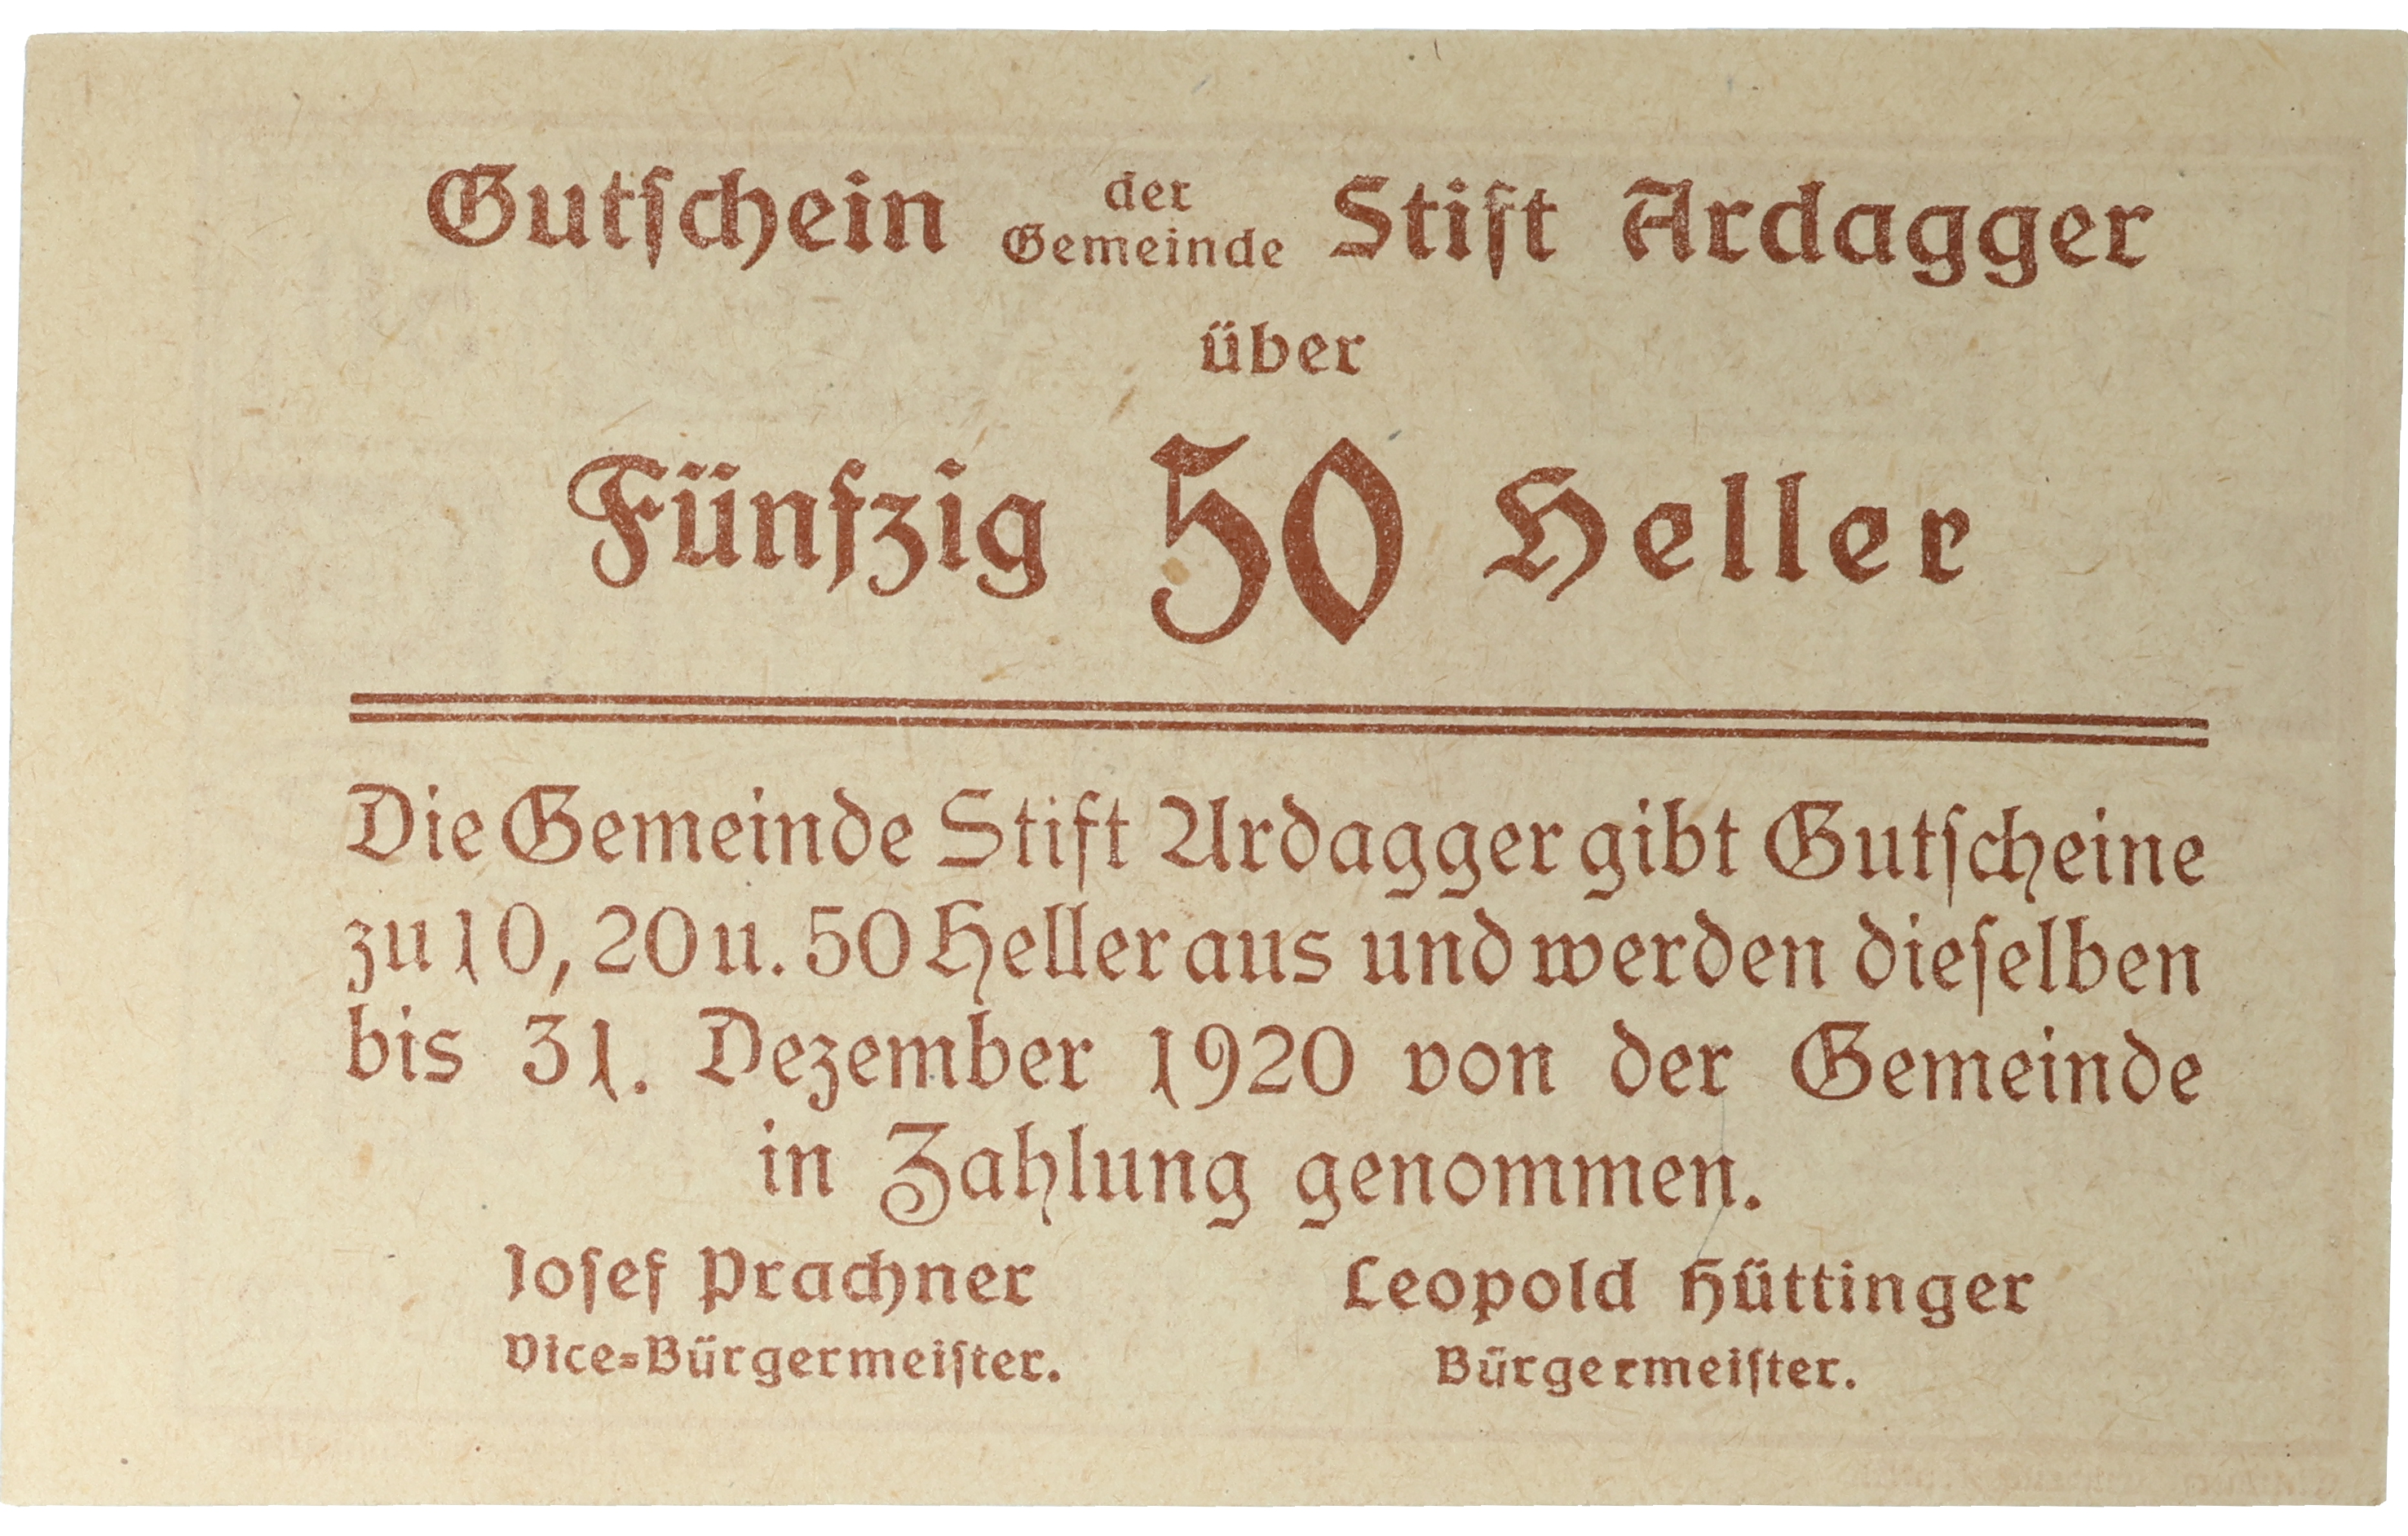 Gutschein der Gemeinde Stift Ardagger
über
Fünfzig 50 Heller
Die Gemeinde Stift Ardagger gibt Gutscheine
zu 10, 20 u. 50 Heller aus und werden dieselben
bis 31. Dezember 1920 von der Gemeinde
in Zahlung genommen.
Josef Prachner Leopold Hüttinger
Vice=Bürgermeister. Bürgermeister.